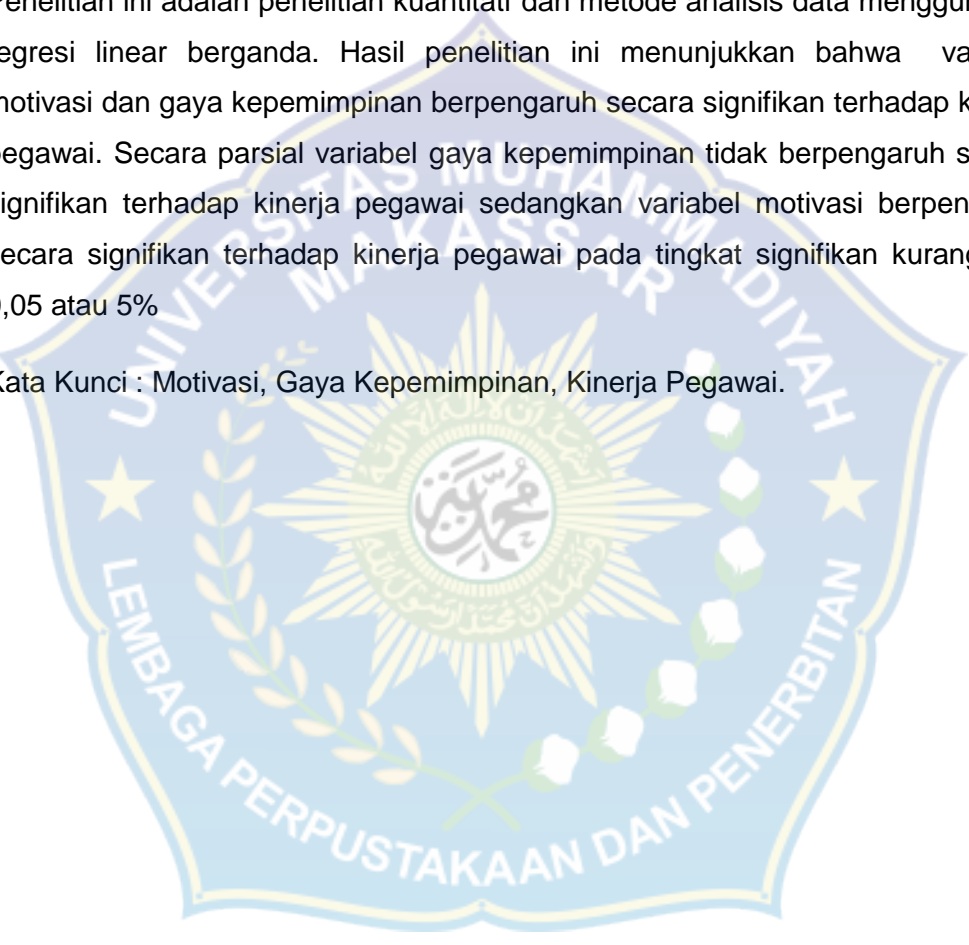 Penelitian ini adalah penelitian kuantitati dan metode analisis data menggu
regresi linear berganda. Hasil penelitian ini menunjukkan bahwa va
motivasi dan gaya kepemimpinan berpengaruh secara signifikan terhadap k
pegawai. Secara parsial variabel gaya kepemimpinan tidak berpengaruh s
signifikan terhadap kinerja pegawai sedangkan variabel motivasi berpen
secara signifikan terhadap kinerja pegawai pada tingkat signifikan kurang
0,05 atau 5%
Kata Kunci : Motivasi, Gaya Kepemimpinan, Kinerja Pegawai.
UNIVERSITAS MUHAMMADIYAH
MAKASSAR
محمدية
LEMBAGA PERPUSTAKAAN DAN PENERBITAN